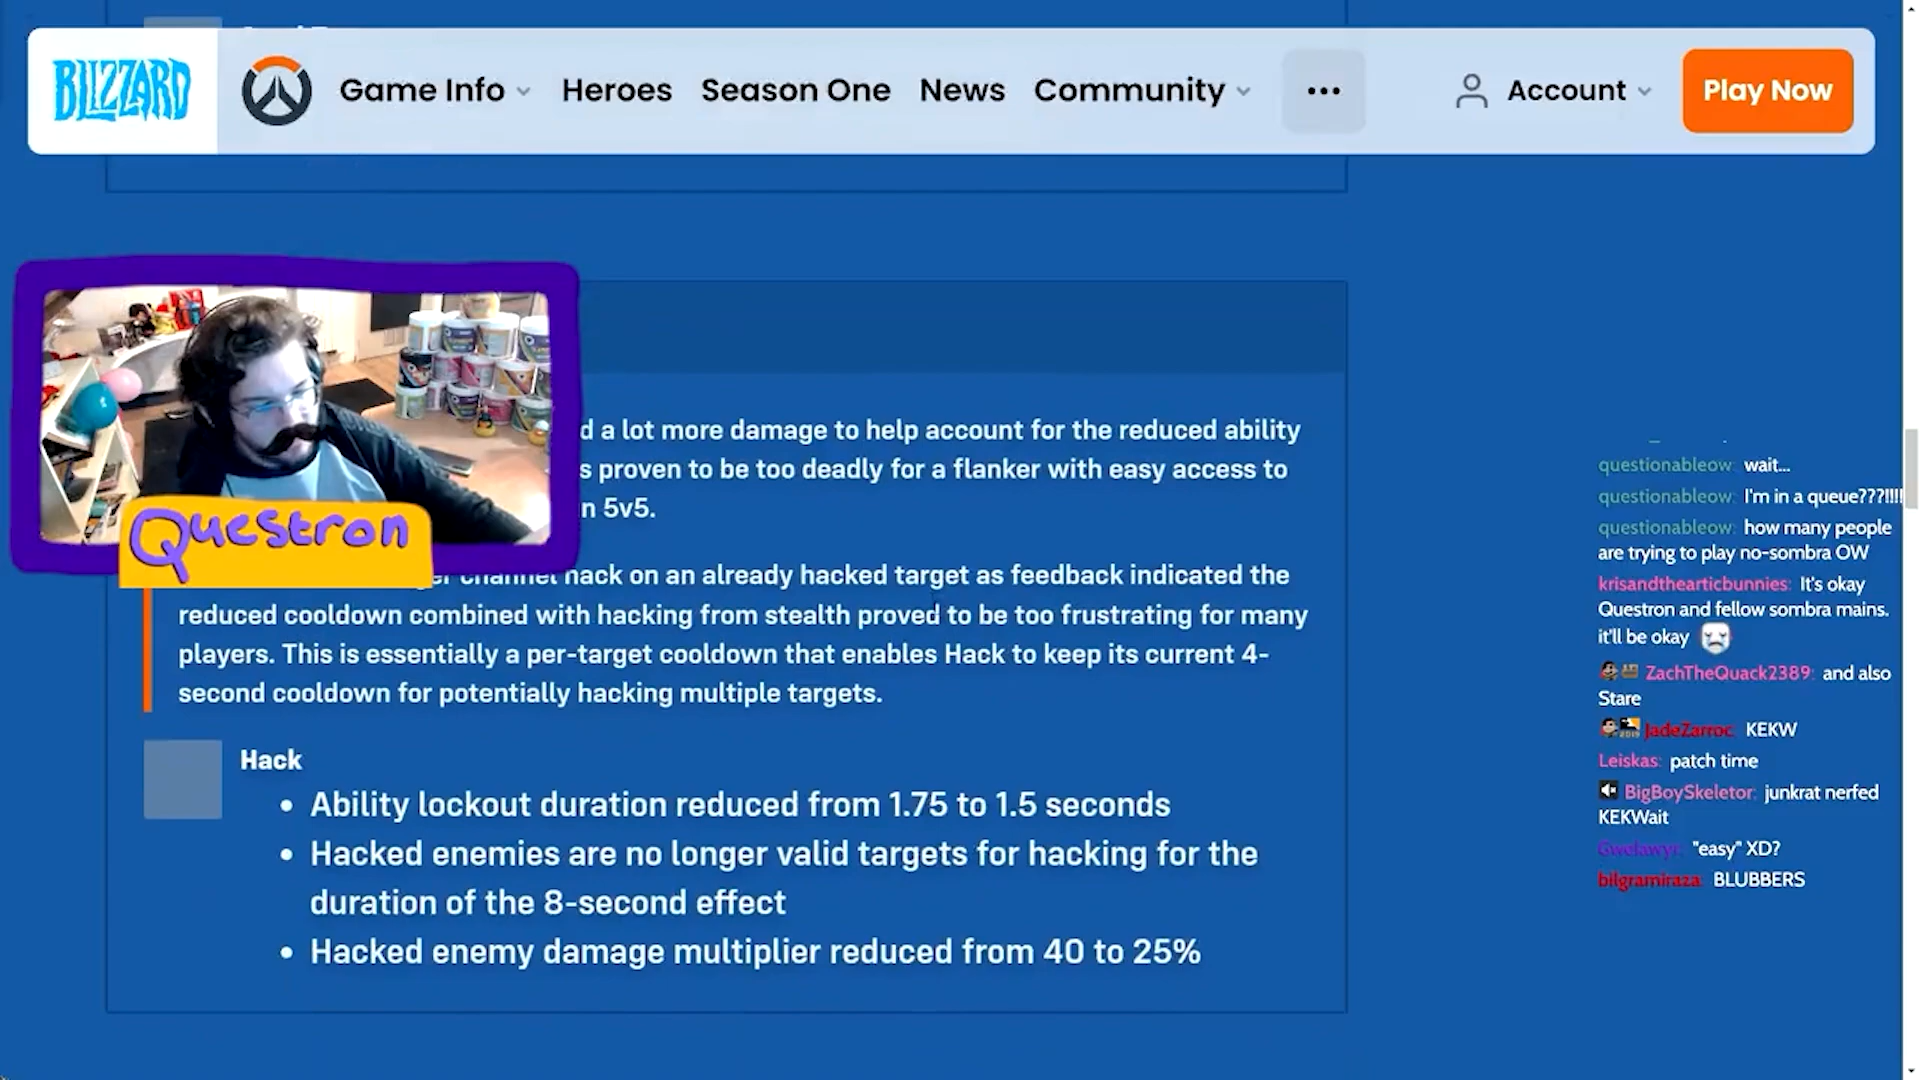 BLIZZARD
Game Info
Heroes
Season One
News
Community
Account
Play Now
Questron
d a lot more damage to help account for the reduced ability
s proven to be too deadly for a flanker with easy access to
n 5v5.
channel hack on an already hacked target as feedback indicated the
reduced cooldown combined with hacking from stealth proved to be too frustrating for many
players. This is essentially a per-target cooldown that enables Hack to keep its current 4-
second cooldown for potentially hacking multiple targets.
Hack
• Ability lockout duration reduced from 1.75 to 1.5 seconds
• Hacked enemies are no longer valid targets for hacking for the
duration of the 8-second effect
• Hacked enemy damage multiplier reduced from 40 to 25%
questionableow: wait...
questionableow: I'm in a queue???!!!!
questionableow: how many people
are trying to play no-sombra OW
krisandthearticbunnies: It's okay
Questron and fellow sombra mains.
it'll be okay
ZachTheQuack2389: and also
Stare
JadeZarroc: KEKW
Leiskas: patch time
BigBoySkeletor: junkrat nerfed
KEKWait
Gwelawyr: "easy" XD?
bilgramiraza: BLUBBERS